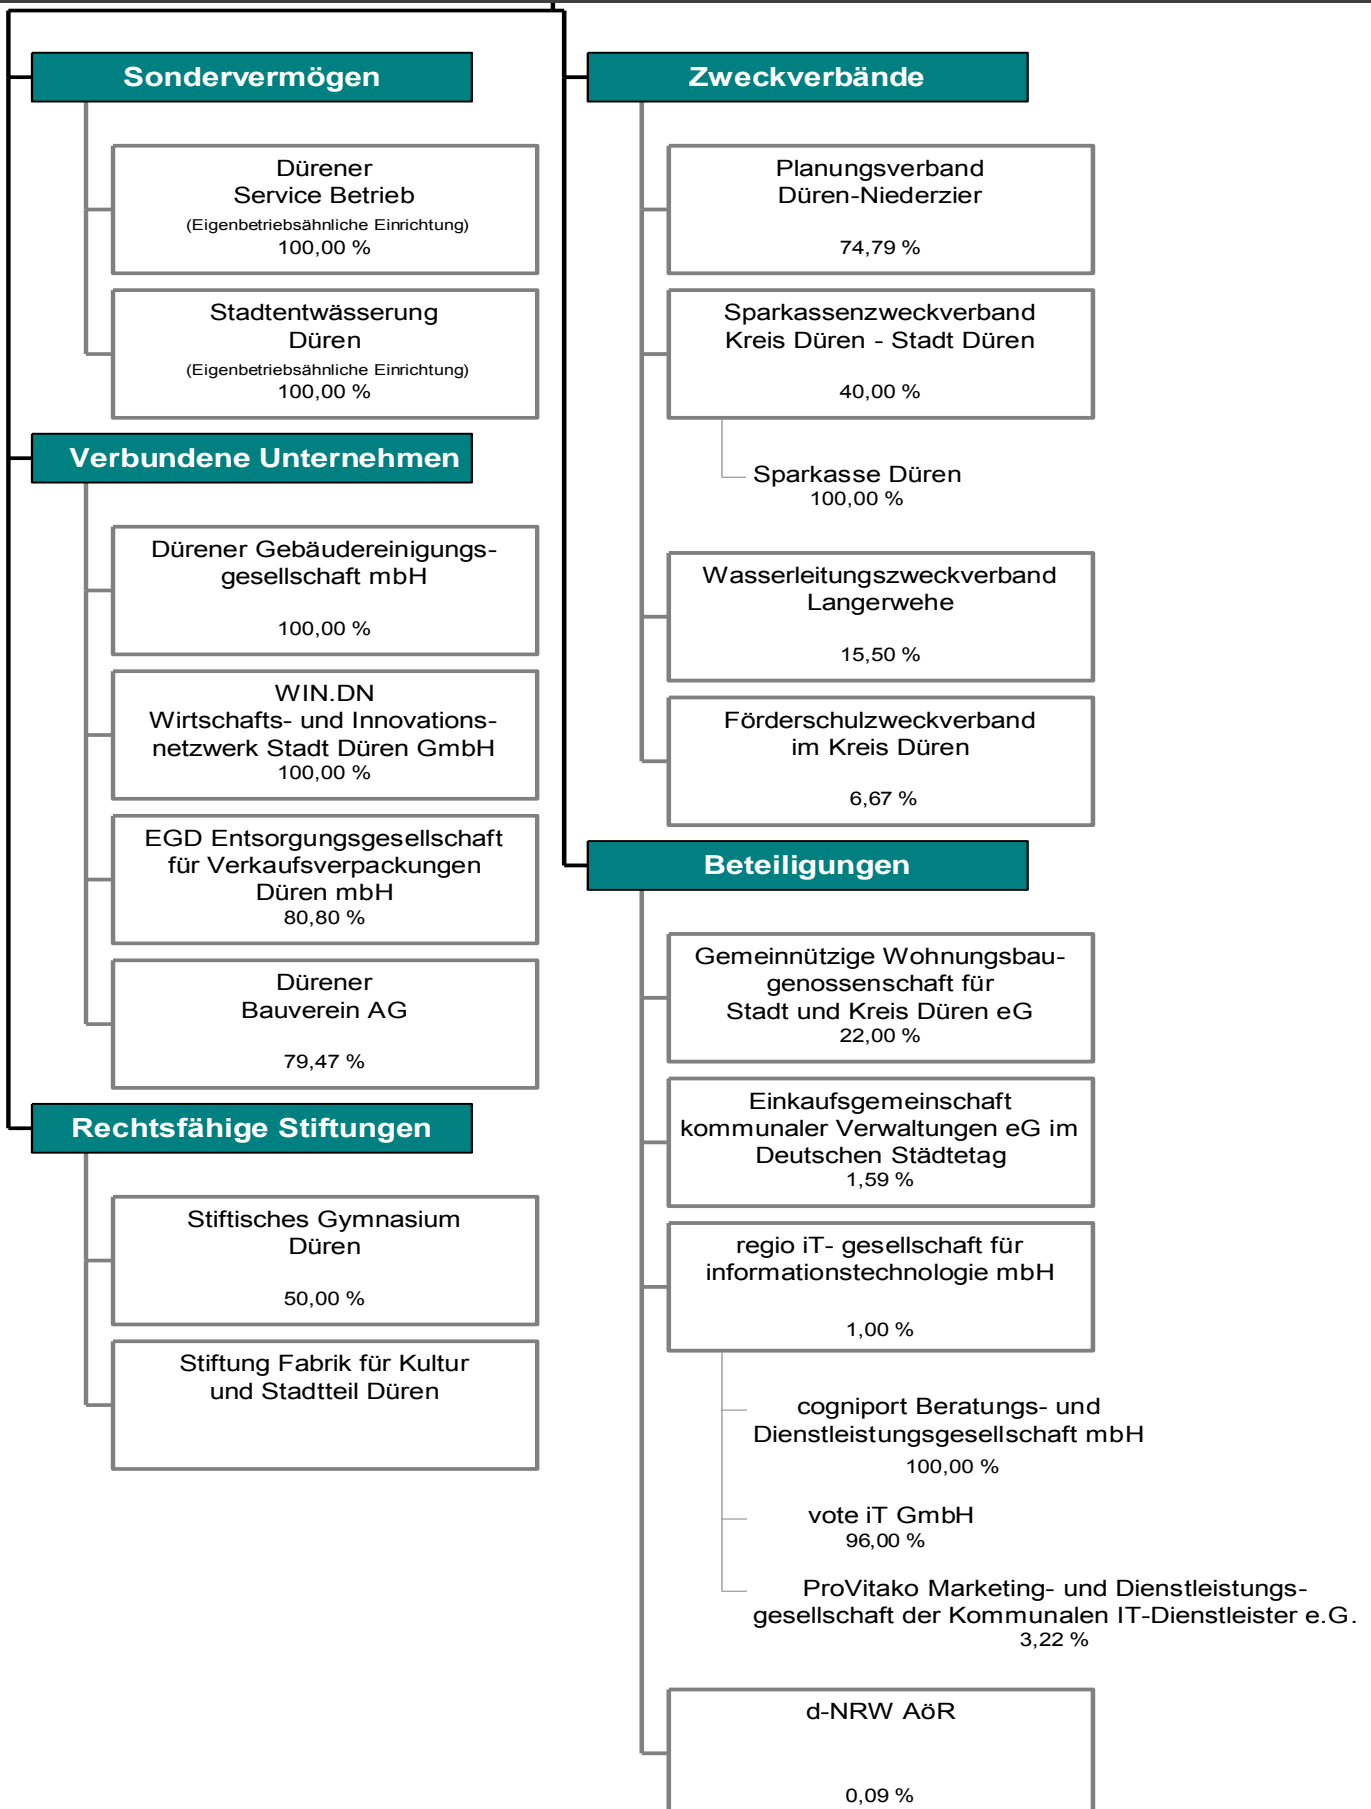 Sondervermögen
Dürener
Service Betrieb
(Eigenbetriebsähnliche Einrichtung)
100,00 %
Stadtentwässerung
Düren
(Eigenbetriebsähnliche Einrichtung)
100,00 %
Verbundene Unternehmen
Dürener Gebäudereinigungs-
gesellschaft mbH
100,00 %
WIN.DN
Wirtschafts- und Innovations-
netzwerk Stadt Düren GmbH
100,00 %
EGD Entsorgungsgesellschaft
für Verkaufsverpackungen
Düren mbH
80,80 %
Dürener
Bauverein AG
79,47 %
Rechtsfähige Stiftungen
Stiftisches Gymnasium
Düren
50,00 %
Stiftung Fabrik für Kultur
und Stadtteil Düren
Zweckverbände
Planungsverband
Düren-Niederzier
74,79 %
Sparkassenzweckverband
Kreis Düren - Stadt Düren
40,00 %
Sparkasse Düren
100,00 %
Wasserleitungszweckverband
Langerwehe
15,50 %
Förderschulzweckverband
im Kreis Düren
6,67 %
Beteiligungen
Gemeinnützige Wohnungsbau-
genossenschaft für
Stadt und Kreis Düren eG
22,00 %
Einkaufsgemeinschaft
kommunaler Verwaltungen eG im
Deutschen Städtetag
1,59 %
regio iT- gesellschaft für
informationstechnologie mbH
1,00 %
cogniport Beratungs- und
Dienstleistungsgesellschaft mbH
100,00 %
vote iT GmbH
96,00 %
ProVitako Marketing- und Dienstleistungs-
gesellschaft der Kommunalen IT-Dienstleister e.G.
3,22 %
d-NRW AöR
0,09 %